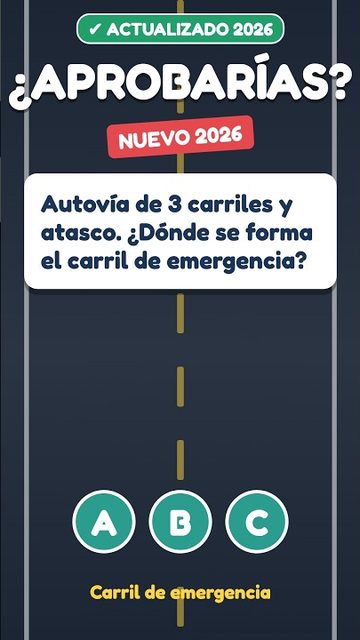 ✔ ACTUALIZADO 2026
¿APROBARÍAS?
NUEVO 2026
Autovía de 3 carriles y
atasco. ¿Dónde se forma
el carril de emergencia?
A B C
Carril de emergencia